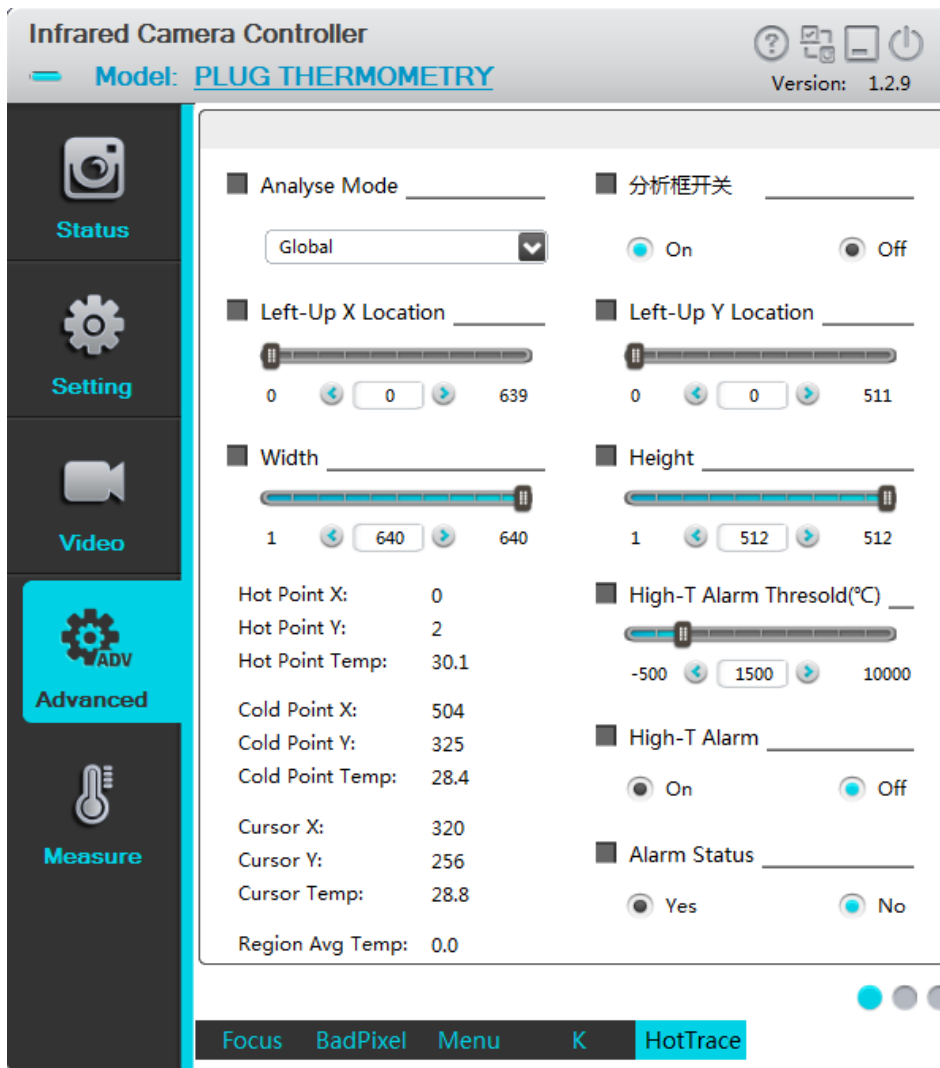 Infrared Camera Controller
Model: PLUG THERMOMETRY
Version: 1.2.9
Status
Setting
Video
ADV
Advanced
Measure
Analyse Mode
分析框开关
Global
On Off
Left-Up X Location
Left-Up Y Location
0 0 639
0 0 511
Width
Height
1 640 640
1 512 512
Hot Point X: 0
Hot Point Y: 2
Hot Point Temp: 30.1
Cold Point X: 504
Cold Point Y: 325
Cold Point Temp: 28.4
Cursor X: 320
Cursor Y: 256
Cursor Temp: 28.8
Region Avg Temp: 0.0
High-T Alarm Thresold(℃)
-500 1500 10000
High-T Alarm
On Off
Alarm Status
Yes No
Focus BadPixel Menu K HotTrace